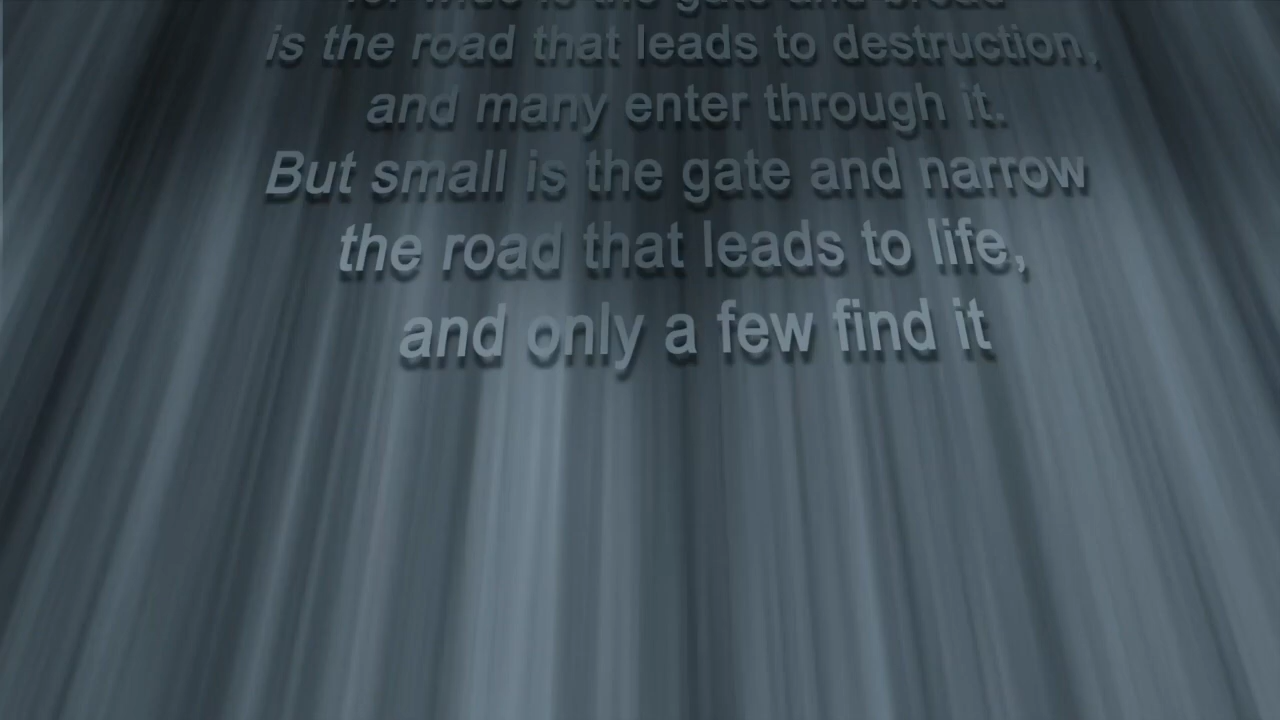 for wide is the gate and broad
is the road that leads to destruction,
and many enter through it.
But small is the gate and narrow
the road that leads to life,
and only a few find it